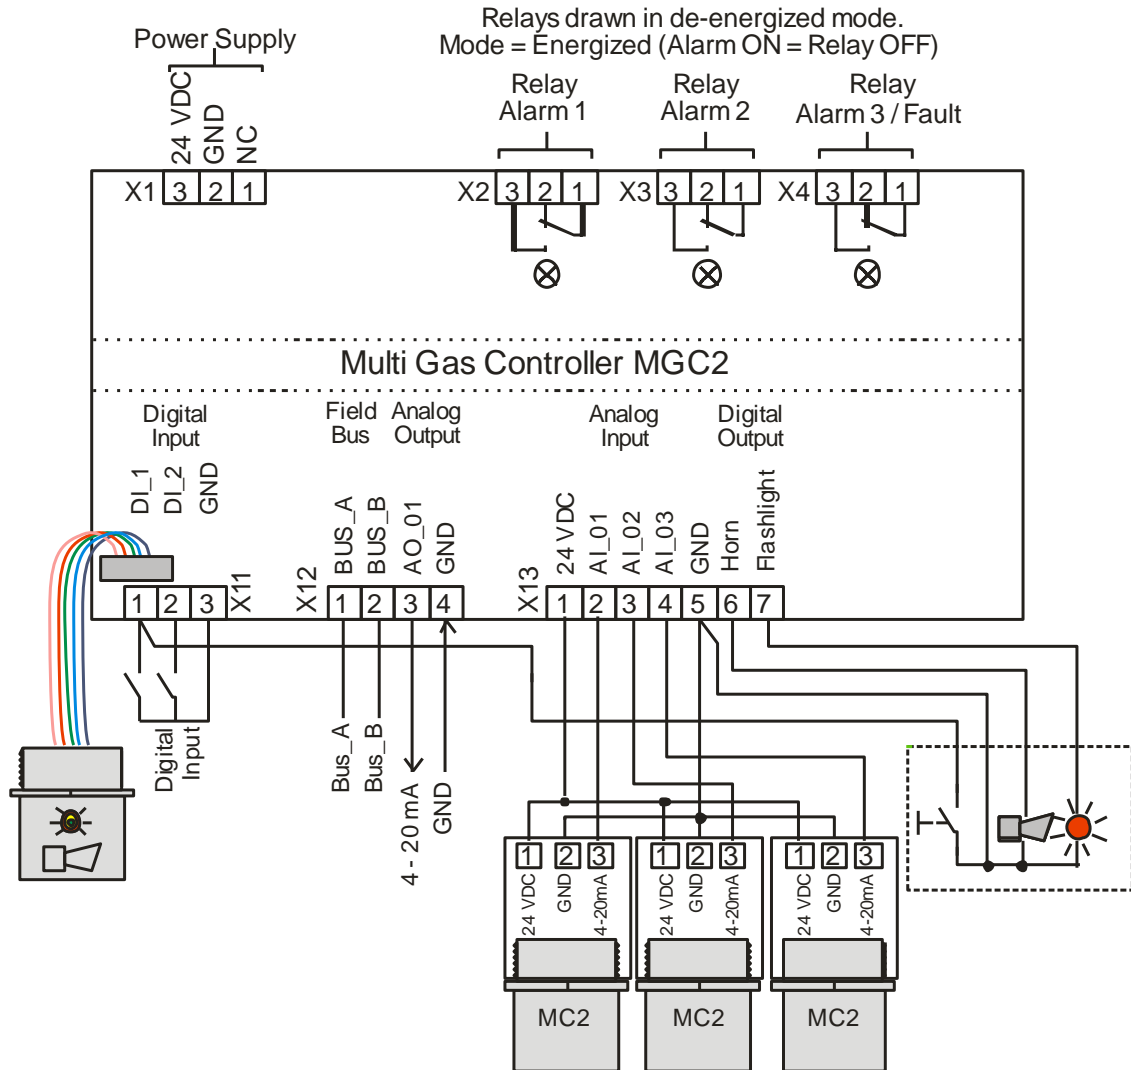 Relays drawn in de-energized mode.
Mode = Energized (Alarm ON = Relay OFF)
Power Supply
24 VDC
GND
NC
Relay
Alarm 1
Relay
Alarm 2
Relay
Alarm 3 / Fault
X1 3 2 1
X2 3 2 1
X3 3 2 1
X4 3 2 1
Multi Gas Controller MGC2
Digital
Input
Field
Bus
Analog
Output
Analog
Input
Digital
Output
DI_1
DI_2
GND
BUS_A
BUS_B
AO_01
GND
24 VDC
AI_01
AI_02
AI_03
GND
Horn
Flashlight
1 2 3 X11
X12 1 2 3 4
X13 1 2 3 4 5 6 7
Digital
Input
Bus_A
Bus_B
4 - 20 mA
GND
1 2 3
24 VDC
GND
4-20mA
MC2
1 2 3
24 VDC
GND
4-20mA
MC2
1 2 3
24 VDC
GND
4-20mA
MC2